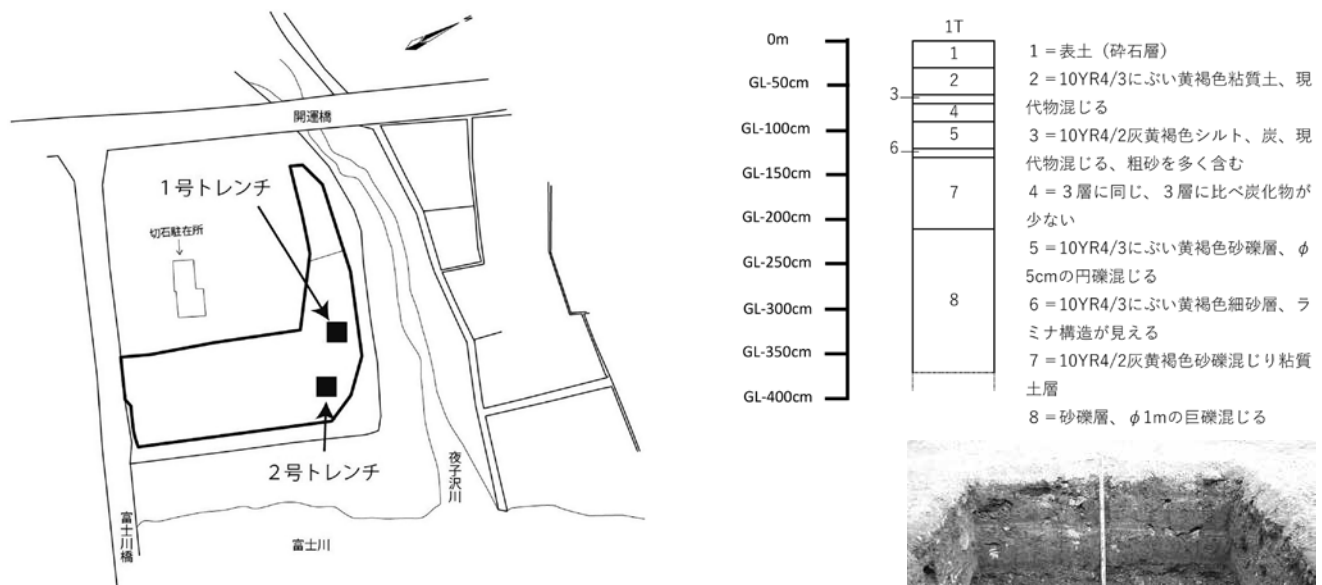 開運橋
1号トレンチ
切石駐在所
2号トレンチ
夜子沢川
富士川橋
富士川
0m
GL-50cm
GL-100cm
GL-150cm
GL-200cm
GL-250cm
GL-300cm
GL-350cm
GL-400cm
1T
1
2
3
4
5
6
7
8
1=表土（砕石層）
2=10YR4/3にぶい黄褐色粘質土、現
代物混じる
3=10YR4/2灰黄褐色シルト、炭、現
代物混じる、粗砂を多く含む
4=3層に同じ、3層に比べ炭化物が
少ない
5=10YR4/3にぶい黄褐色砂礫層、φ
5cmの円礫混じる
6=10YR4/3にぶい黄褐色細砂層、ラ
ミナ構造が見える
7=10YR4/2灰黄褐色砂礫混じり粘質
土層
8=砂礫層、φ1mの巨礫混じる